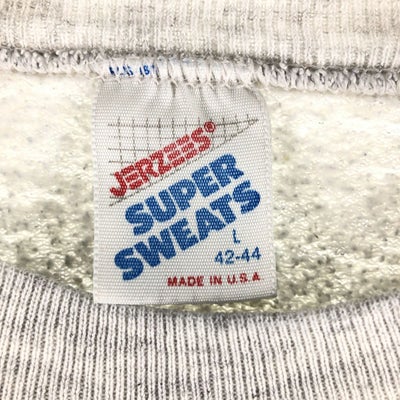 JERZEES®
SUPER
SWEATS
L
42-44
MADE IN U.S.A